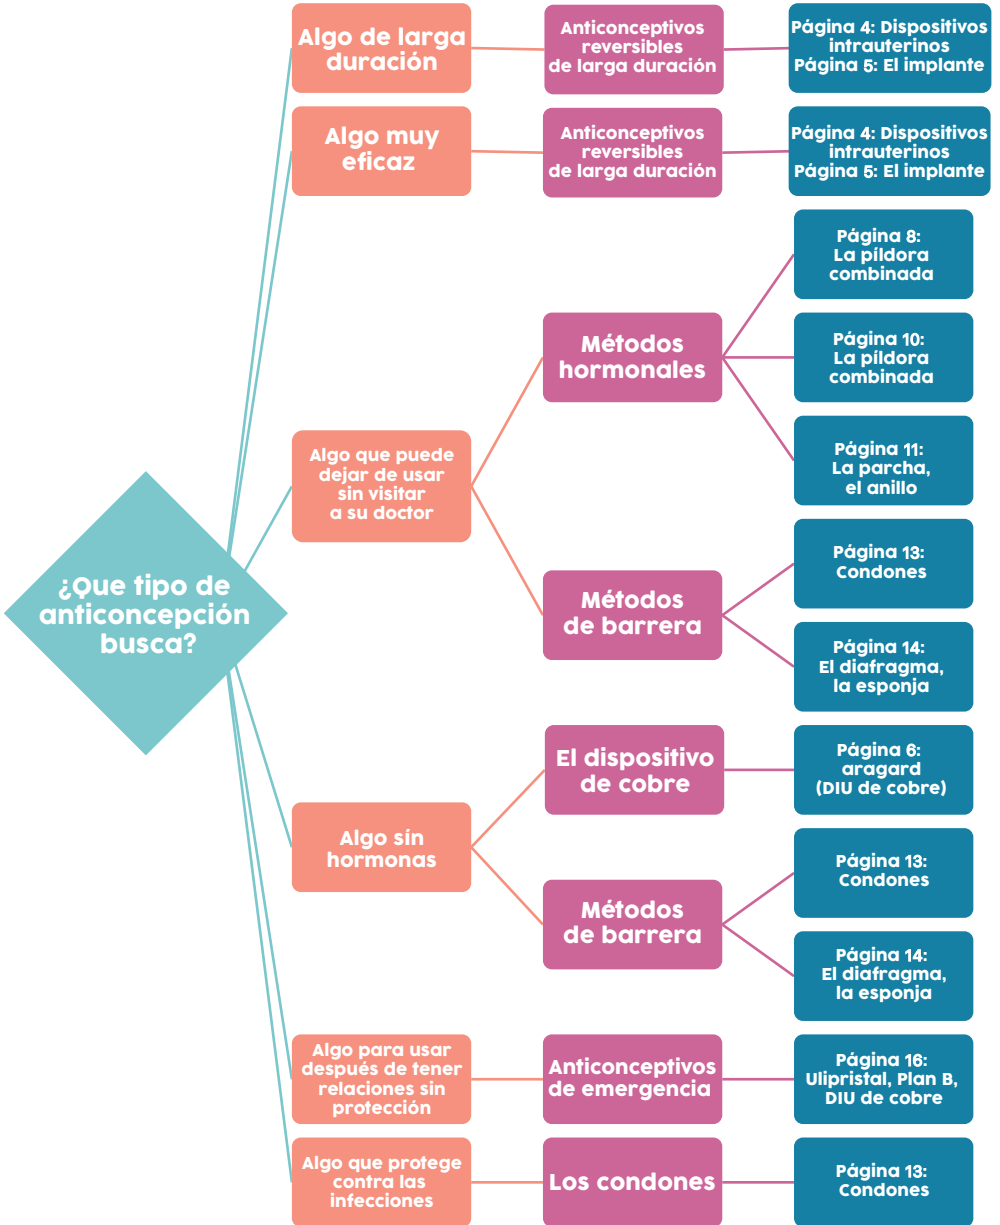 ¿Que tipo de
anticoncepción
busca?
Algo de larga
duración
Anticonceptivos
reversibles
de larga duración
Página 4: Dispositivos
intrauterinos
Página 5: El implante
Algo muy
eficaz
Anticonceptivos
reversibles
de larga duración
Página 4: Dispositivos
intrauterinos
Página 5: El implante
Algo que puede
dejar de usar
sin visitar
a su doctor
Métodos
hormonales
Página 8:
La píldora
combinada
Página 10:
La píldora
combinada
Página 11:
La parcha,
el anillo
Métodos
de barrera
Página 13:
Condones
Página 14:
El diafragma,
la esponja
Algo sín
hormonas
El dispositivo
de cobre
Página 6:
aragard
(DIU de cobre)
Métodos
de barrera
Página 13:
Condones
Página 14:
El diafragma,
la esponja
Algo para usar
después de tener
relaciones sin
protección
Anticonceptivos
de emergencia
Página 16:
Ulipristal, Plan B,
DIU de cobre
Algo que protege
contra las
infecciones
Los condones
Página 13:
Condones